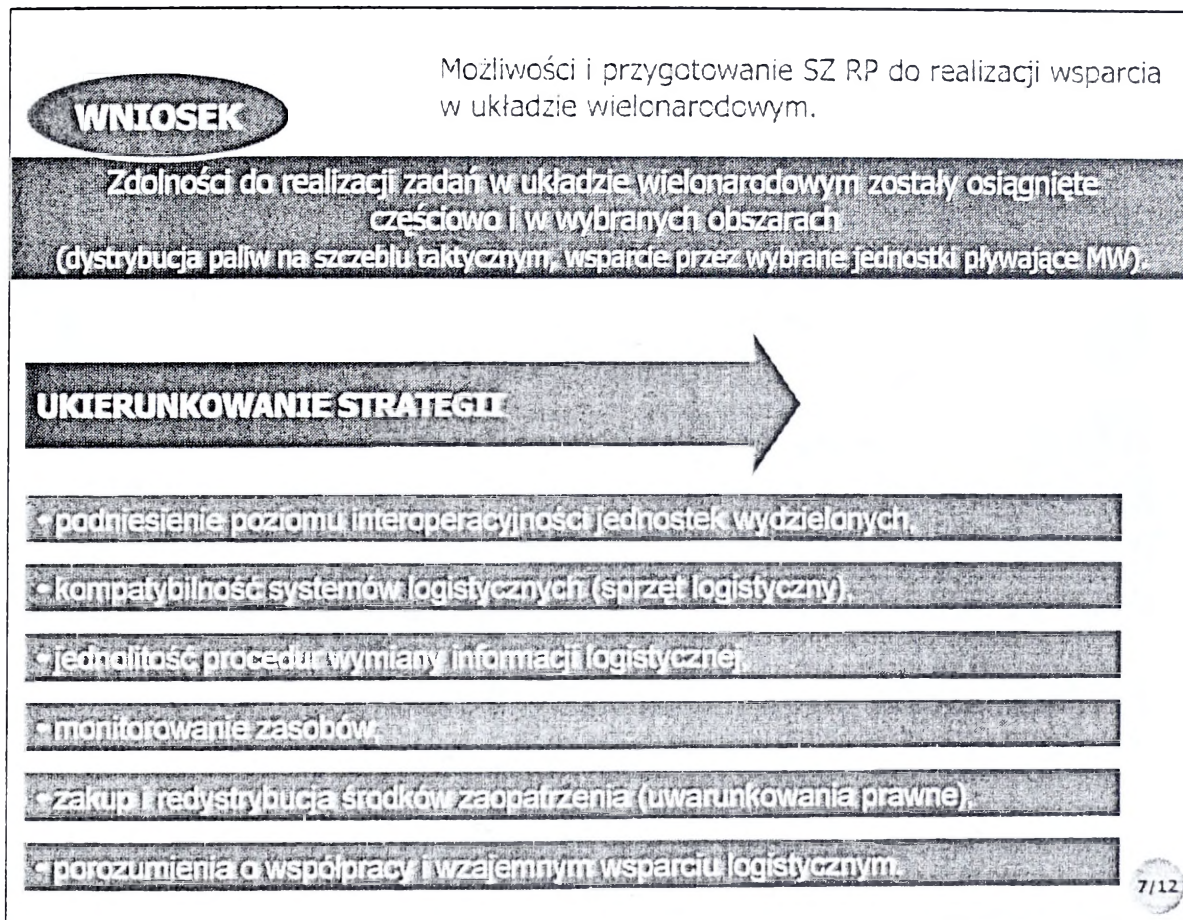 Możliwości i przygotowanie SZ RP do realizacji wsparcia
w układzie wielonarodowym.
WNIOSEK
Zdolności do realizacji zadań w układzie wielonarodowym zostały osiągnięte
częściowo i w wybranych obszarach
(dystrybucja paliw na szczeblu taktycznym, wsparcie przez wybrane jednostki pływające MW).
UKIERUNKOWANIE STRATEGII
• podniesienie poziomu interoperacyjności jednostek wydzielonych,
• kompatybilność systemów logistycznych (sprzęt logistyczny),
• jednolitość procedur wymiany informacji logistycznej,
• monitorowanie zasobów,
• zakup i redystrybucja środków zaopatrzenia (uwarunkowania prawne),
• porozumienia o współpracy i wzajemnym wsparciu logistycznym.
7/12